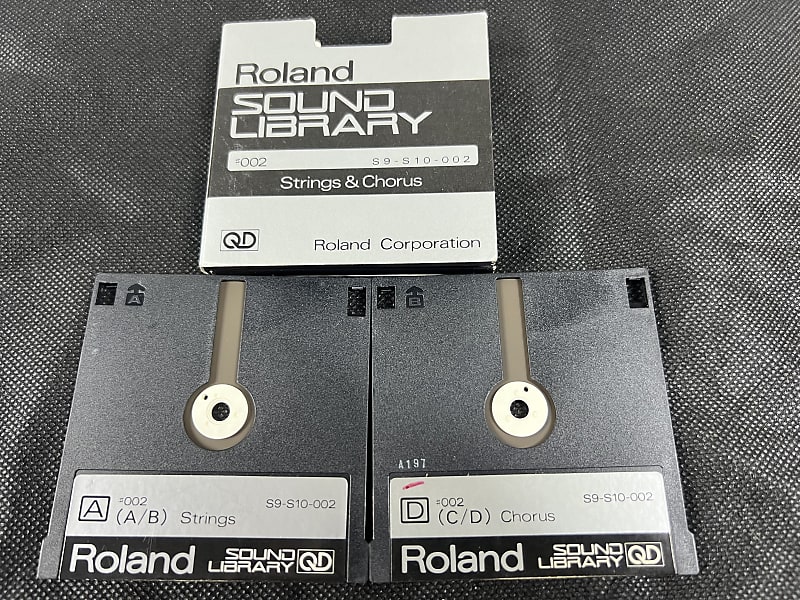 Roland
SOUND
LIBRARY
#002 S9-S10-002
Strings & Chorus
QD Roland Corporation
A
B
A197
A #002 S9-S10-002
(A/B) Strings
Roland SOUND LIBRARY QD
D #002 S9-S10-002
(C/D) Chorus
Roland SOUND LIBRARY QD